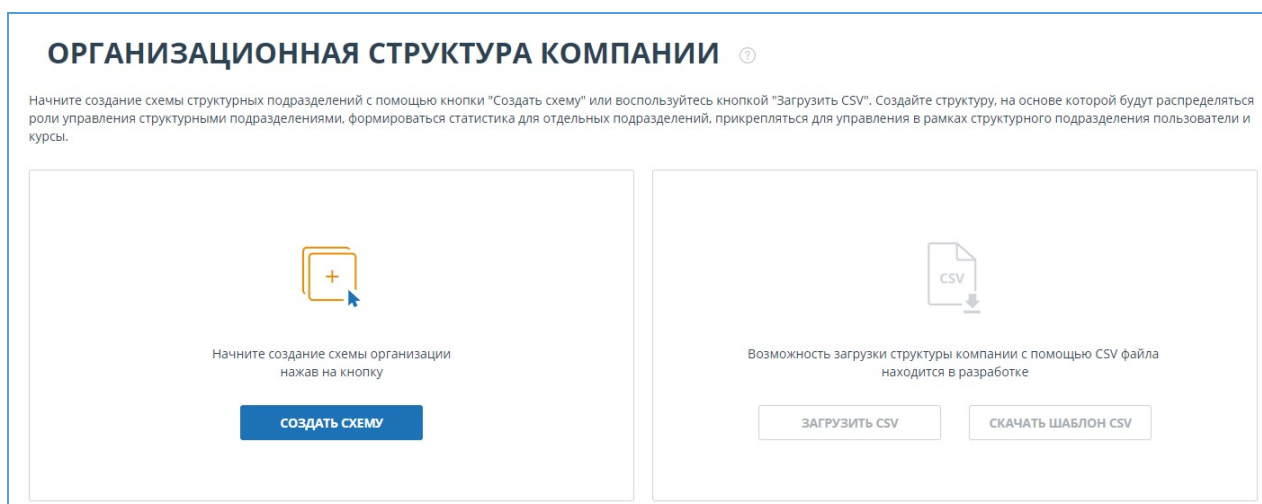 ОРГАНИЗАЦИОННАЯ СТРУКТУРА КОМПАНИИ ?
Начните создание схемы структурных подразделений с помощью кнопки "Создать схему" или воспользуйтесь кнопкой "Загрузить CSV". Создайте структуру, на основе которой будут распределяться
роли управления структурными подразделениями, формироваться статистика для отдельных подразделений, прикрепляться для управления в рамках структурного подразделения пользователи и
курсы.
Начните создание схемы организации
нажав на кнопку
СОЗДАТЬ СХЕМУ
CSV
Возможность загрузки структуры компании с помощью CSV файла
находится в разработке
ЗАГРУЗИТЬ CSV
СКАЧАТЬ ШАБЛОН CSV